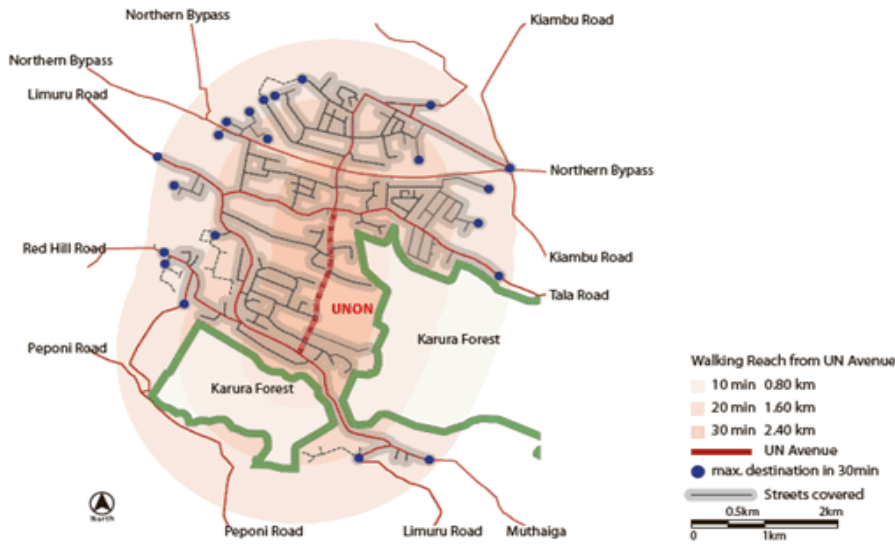 Northern Bypass
Kiambu Road
Northern Bypass
Limuru Road
Northern Bypass
Red Hill Road
Kiambu Road
Tala Road
UNON
Karura Forest
Peponi Road
Karura Forest
Walking Reach from UN Avenue
10 min 0.80 km
20 min 1.60 km
30 min 2.40 km
UN Avenue
max. destination in 30min
Streets covered
0.5km 2km
0 1km
North
Peponi Road
Limuru Road
Muthaiga